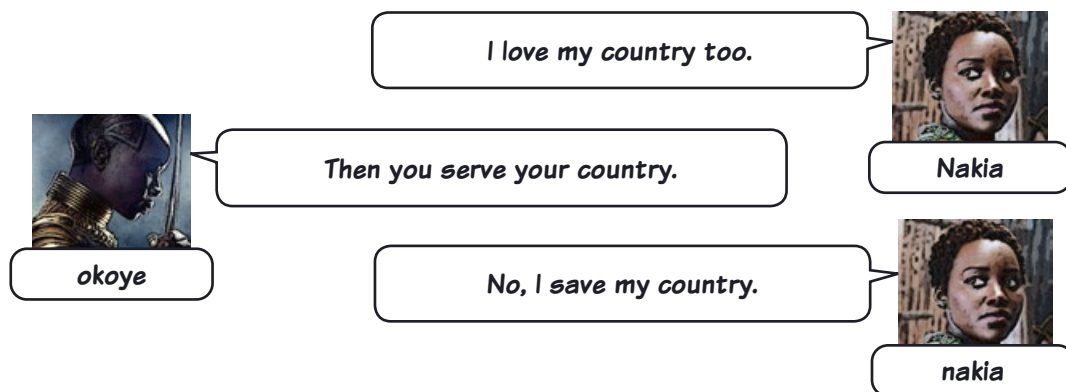 I love my country too.
Nakia
Then you serve your country.
okoye
No, I save my country.
nakia